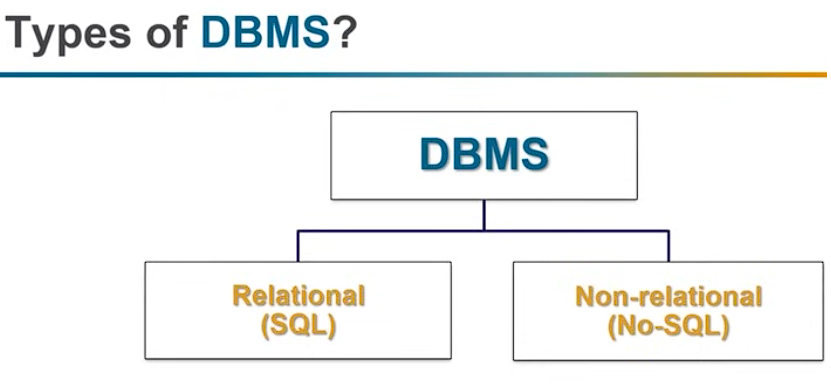 Types of DBMS?
DBMS
Relational
(SQL)
Non-relational
(No-SQL)